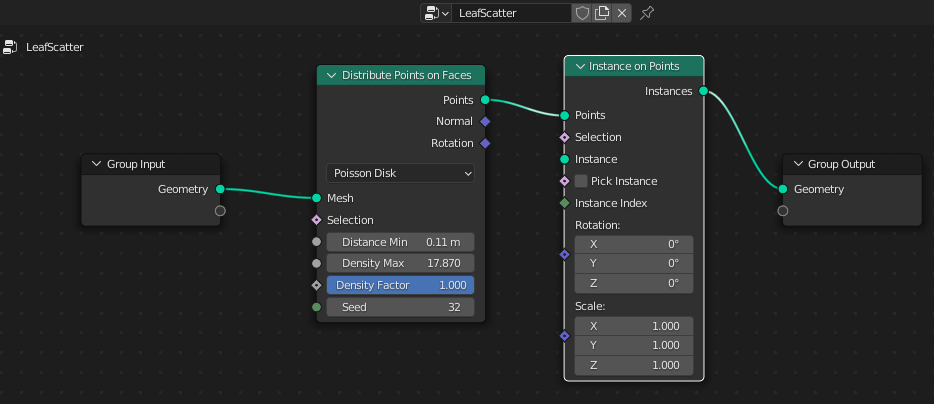 LeafScatter
LeafScatter
Group Input
Geometry
Distribute Points on Faces
Points
Normal
Rotation
Poisson Disk
Mesh
Selection
Distance Min 0.11 m
Density Max 17.870
Density Factor 1.000
Seed 32
Instance on Points
Instances
Points
Selection
Instance
Pick Instance
Instance Index
Rotation:
X 0°
Y 0°
Z 0°
Scale:
X 1.000
Y 1.000
Z 1.000
Group Output
Geometry